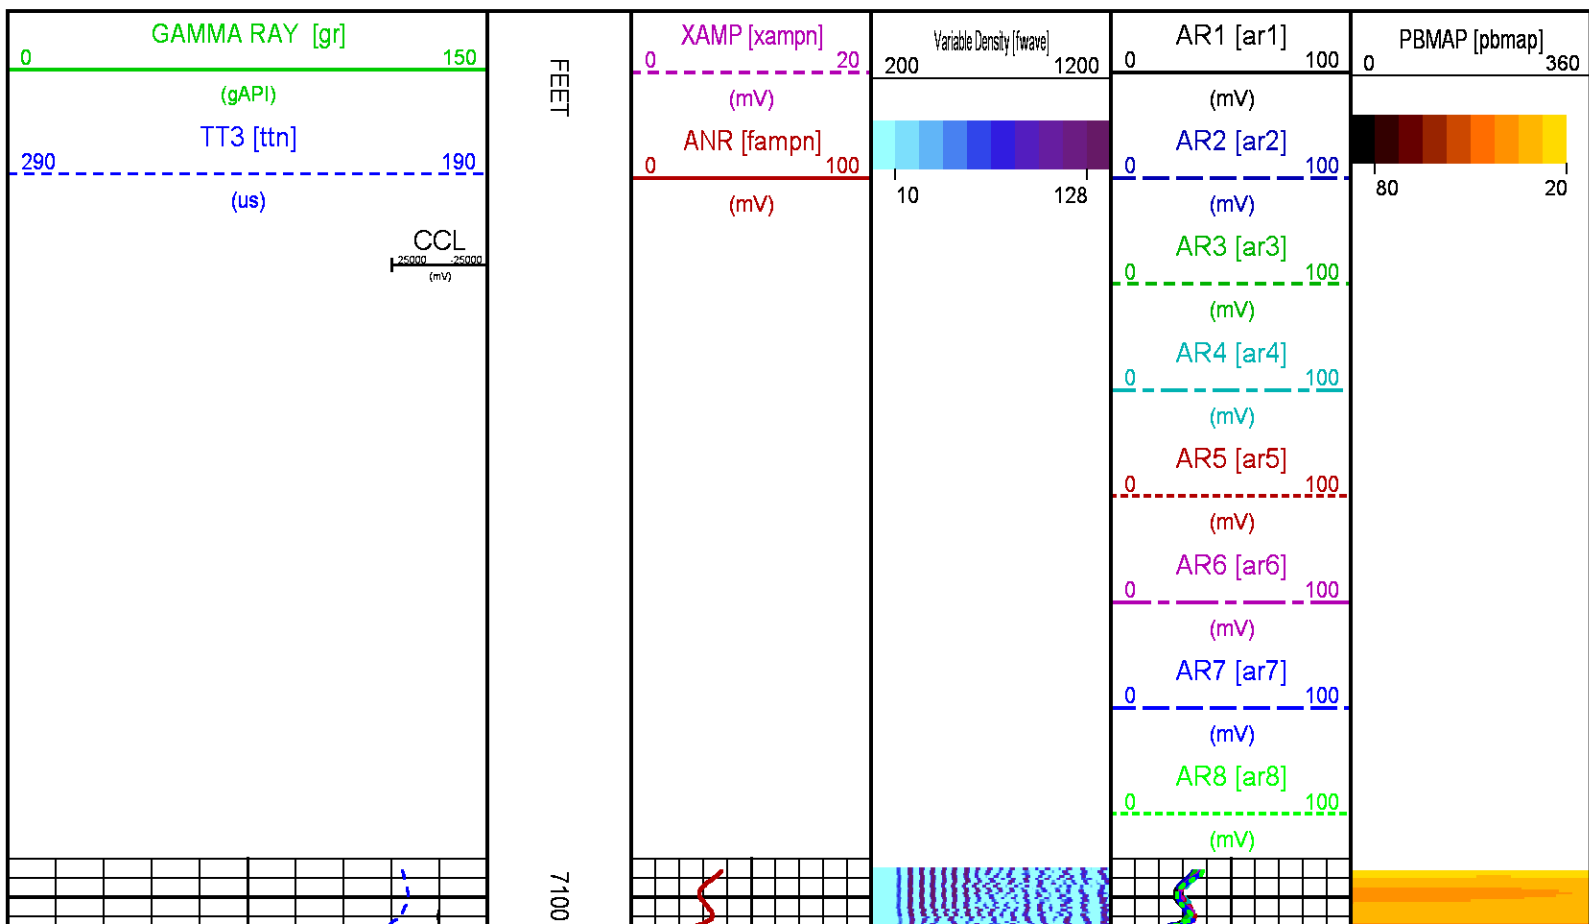 GAMMA RAY [gr]
0 150
(gAPI)
TT3 [ttn]
290 190
(us)
CCL
25000 -25000
(mV)
FEET
7100
XAMP [xampn]
0 20
(mV)
ANR [fampn]
0 100
(mV)
Variable Density [fwave]
200 1200
10 128
AR1 [ar1]
0 100
(mV)
AR2 [ar2]
0 100
(mV)
AR3 [ar3]
0 100
(mV)
AR4 [ar4]
0 100
(mV)
AR5 [ar5]
0 100
(mV)
AR6 [ar6]
0 100
(mV)
AR7 [ar7]
0 100
(mV)
AR8 [ar8]
0 100
(mV)
PBMAP [pbmap]
0 360
80 20